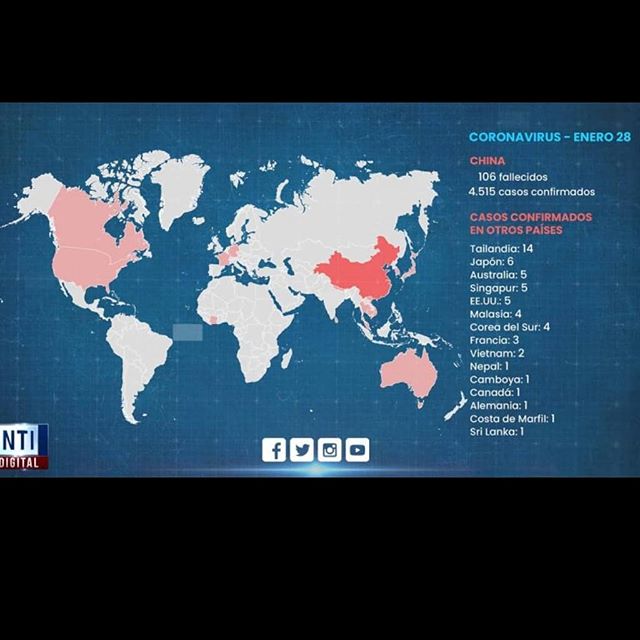 CORONAVIRUS - ENERO 28
CHINA
106 fallecidos
4.515 casos confirmados
CASOS CONFIRMADOS
EN OTROS PAÍSES
Tailandia: 14
Japón: 6
Australia: 5
Singapur: 5
EE.UU.: 5
Malasia: 4
Corea del Sur: 4
Francia: 3
Vietnam: 2
Nepal: 1
Camboya: 1
Canadá: 1
Alemania: 1
Costa de Marfil: 1
Sri Lanka: 1
NTI
DIGITAL